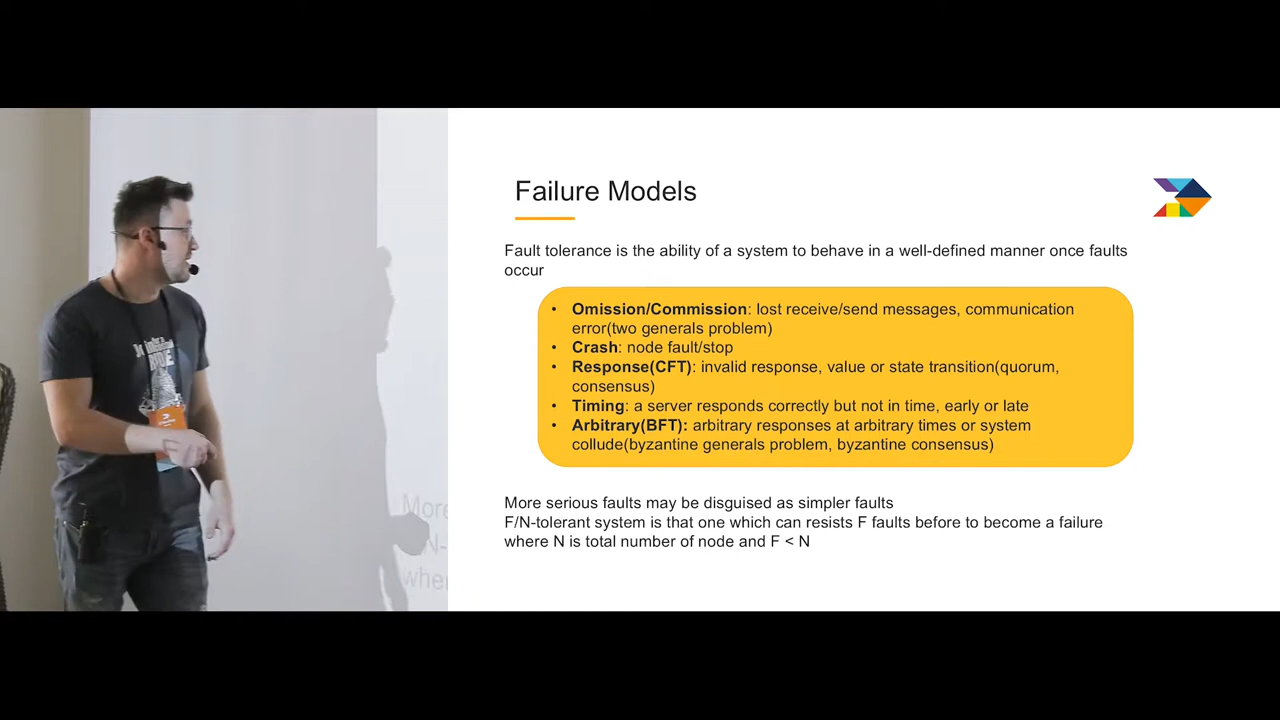 Failure Models
Fault tolerance is the ability of a system to behave in a well-defined manner once faults
occur
• Omission/Commission: lost receive/send messages, communication
error(two generals problem)
• Crash: node fault/stop
• Response(CFT): invalid response, value or state transition(quorum,
consensus)
• Timing: a server responds correctly but not in time, early or late
• Arbitrary(BFT): arbitrary responses at arbitrary times or system
collude(byzantine generals problem, byzantine consensus)
More serious faults may be disguised as simpler faults
F/N-tolerant system is that one which can resists F faults before to become a failure
where N is total number of node and F < N
More
N-
whe